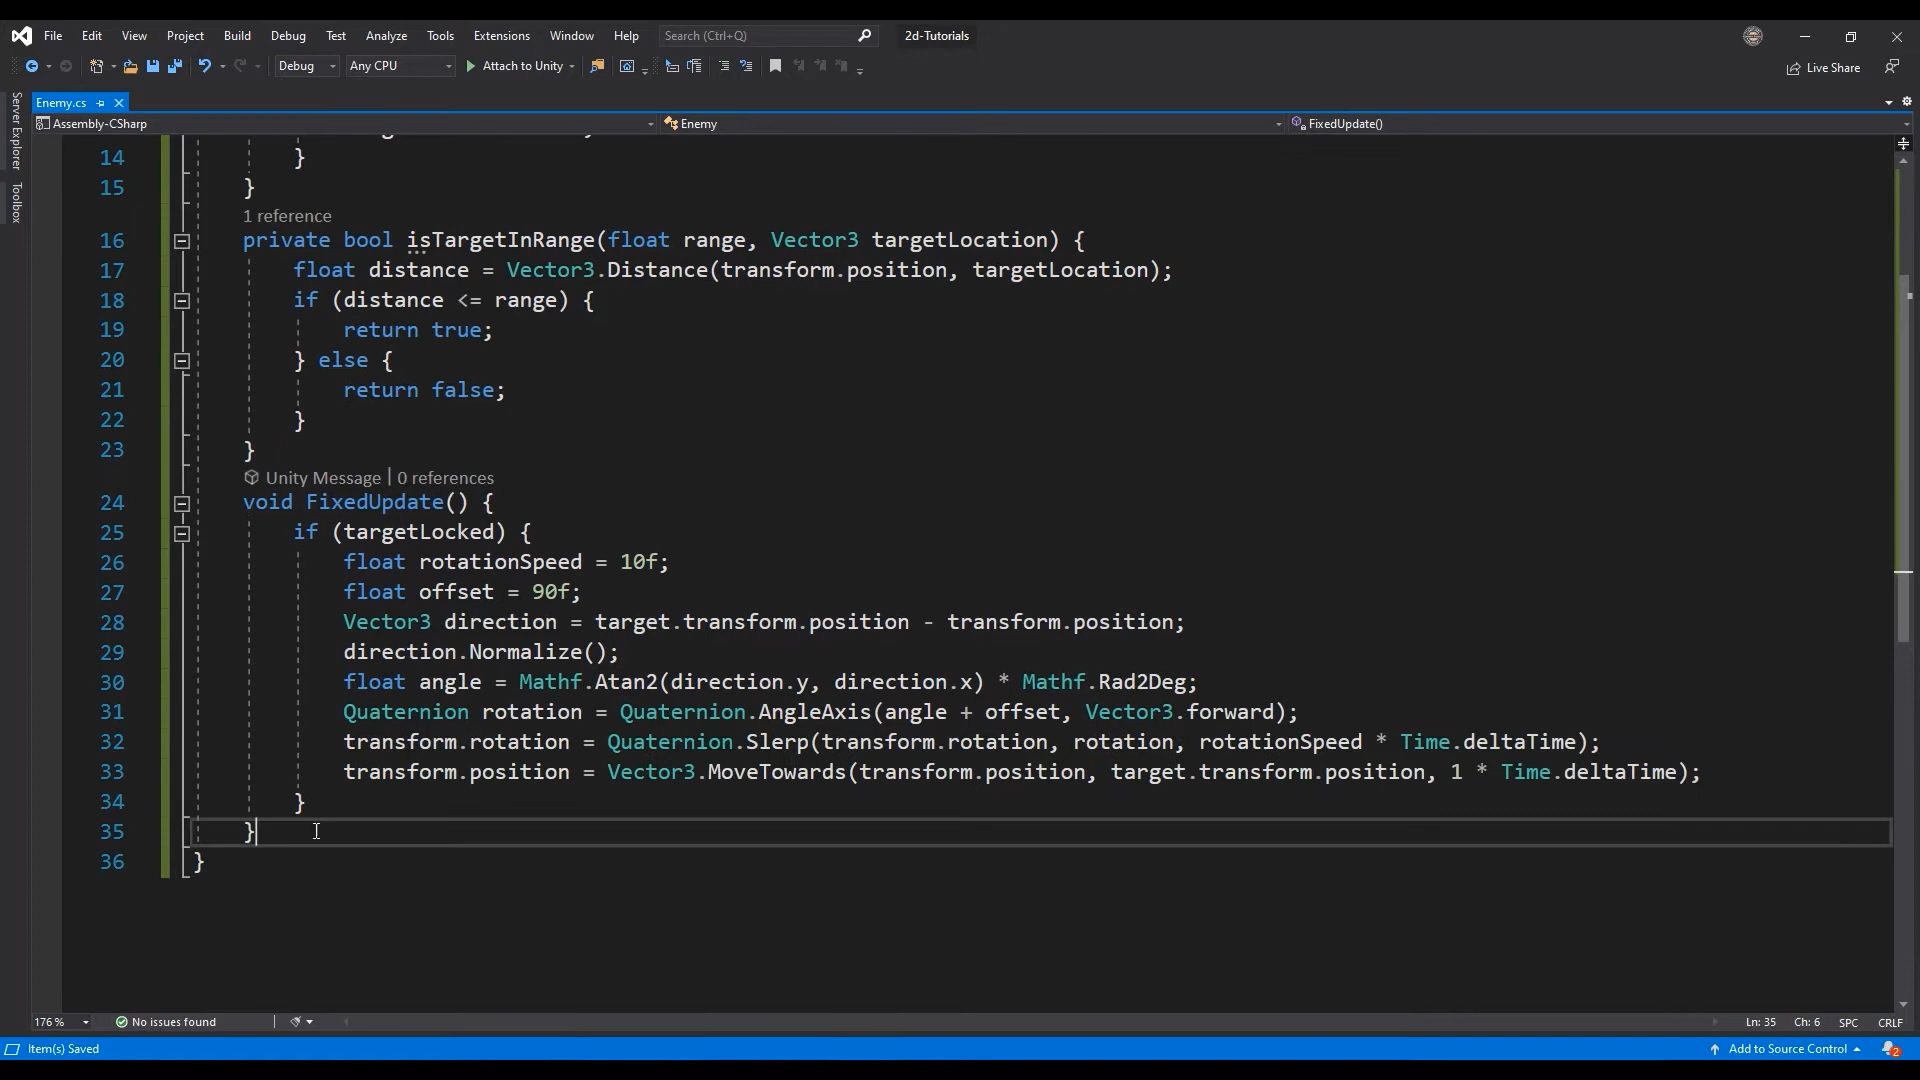 File Edit View Project Build Debug Test Analyze Tools Extensions Window Help Search (Ctrl+Q) 2d-Tutorials
Debug Any CPU Attach to Unity Live Share
Server Explorer
Toolbox
Enemy.cs
Assembly-CSharp Enemy FixedUpdate()
14 }
15 }
1 reference
16 private bool isTargetInRange(float range, Vector3 targetLocation) {
17 float distance = Vector3.Distance(transform.position, targetLocation);
18 if (distance <= range) {
19 return true;
20 } else {
21 return false;
22 }
23 }
Unity Message | 0 references
24 void FixedUpdate() {
25 if (targetLocked) {
26 float rotationSpeed = 10f;
27 float offset = 90f;
28 Vector3 direction = target.transform.position - transform.position;
29 direction.Normalize();
30 float angle = Mathf.Atan2(direction.y, direction.x) * Mathf.Rad2Deg;
31 Quaternion rotation = Quaternion.AngleAxis(angle + offset, Vector3.forward);
32 transform.rotation = Quaternion.Slerp(transform.rotation, rotation, rotationSpeed * Time.deltaTime);
33 transform.position = Vector3.MoveTowards(transform.position, target.transform.position, 1 * Time.deltaTime);
34 }
35 }
36 }
176 % No issues found Ln: 35 Ch: 6 SPC CRLF
Item(s) Saved Add to Source Control 2